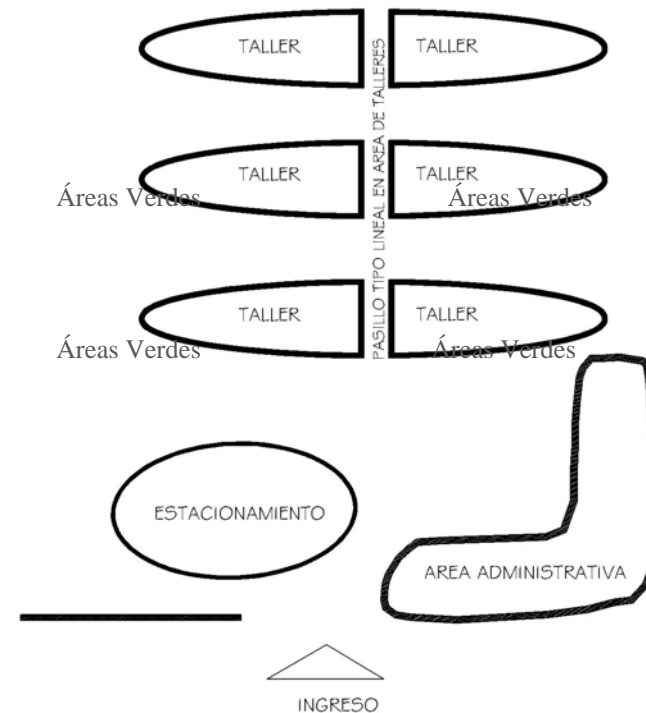 TALLER TALLER
PASILLO TIPO LINEAL EN AREA DE TALLERES
TALLER TALLER
Áreas Verdes Áreas Verdes
TALLER TALLER
Áreas Verdes Áreas Verdes
ESTACIONAMIENTO
AREA ADMINISTRATIVA
INGRESO